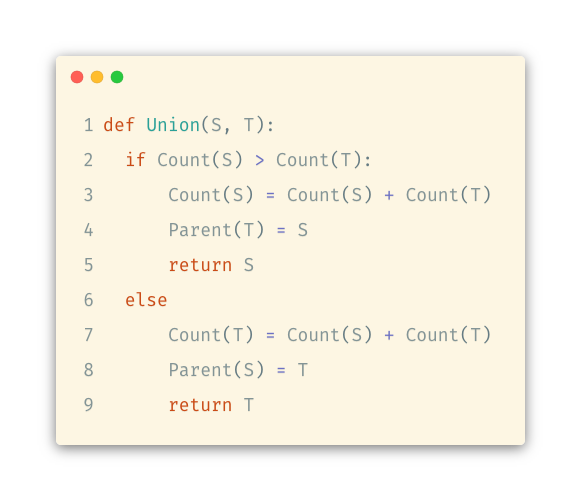 1 def Union(S, T):
2   if Count(S) > Count(T):
3       Count(S) = Count(S) + Count(T)
4       Parent(T) = S
5       return S
6   else
7       Count(T) = Count(S) + Count(T)
8       Parent(S) = T
9       return T